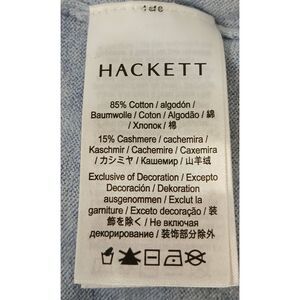 HACKETT
85% Cotton / algodón /
Baumwolle / Coton / Algodão / 綿
/ Хлопок / 棉
15% Cashmere / cachemira /
Kaschmir / Cachemire / Caxemira
/ カシミヤ / Кашемир / 山羊绒
Exclusive of Decoration / Excepto
Decoración / Dekoration
ausgenommen / Exclut la
garniture / Exceto decoração / 装
飾を除く / Не включая
декорирование / 装饰部分除外